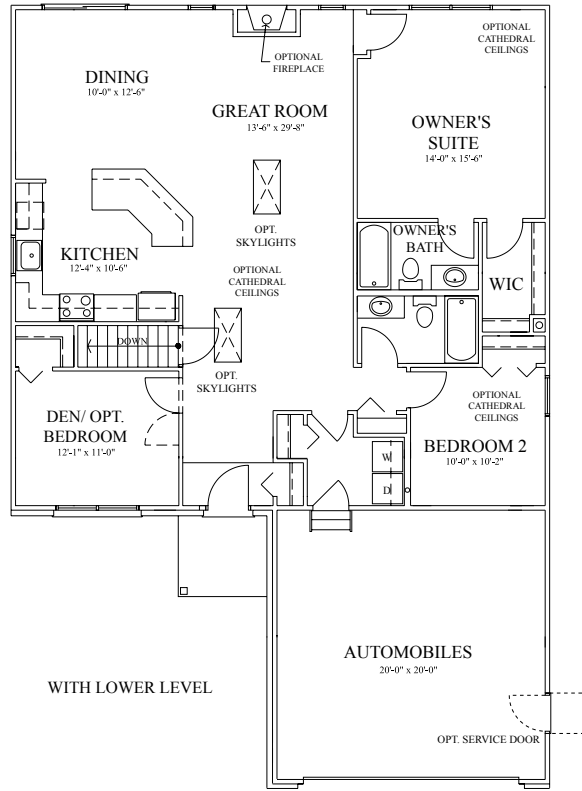 OPTIONAL
CATHEDRAL
CEILINGS
OPTIONAL
FIREPLACE
DINING
10'-0" x 12'-6"
GREAT ROOM
13'-6" x 29'-8"
OWNER'S
SUITE
14'-0" x 15'-6"
OPT.
SKYLIGHTS
OWNER'S
BATH
KITCHEN
12'-4" x 10'-6"
OPTIONAL
CATHEDRAL
CEILINGS
WIC
DOWN
OPT.
SKYLIGHTS
DEN/ OPT.
BEDROOM
12'-1" x 11'-0"
OPTIONAL
CATHEDRAL
CEILINGS
BEDROOM 2
10'-0" x 10'-2"
W
D
AUTOMOBILES
20'-0" x 20'-0"
WITH LOWER LEVEL
OPT. SERVICE DOOR